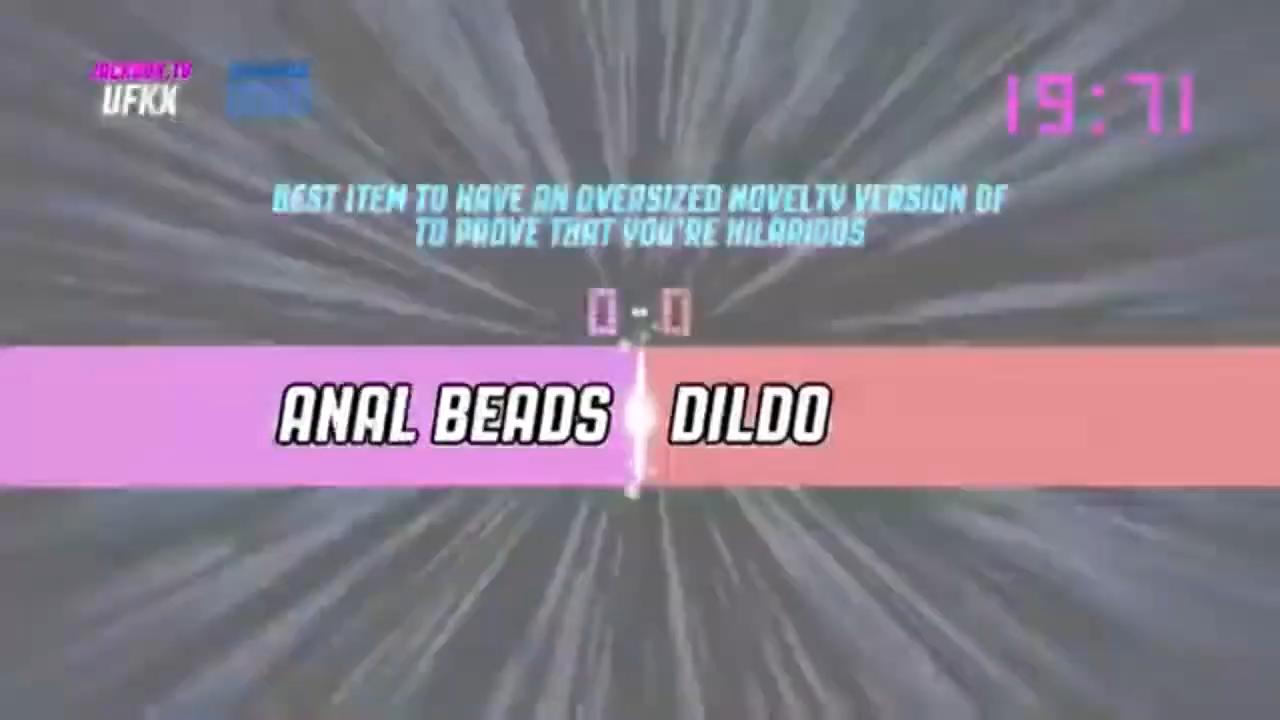 JACKBOX.TV
UFKX
19:71
BEST ITEM TO HAVE AN OVERSIZED NOVELTY VERSION OF
TO PROVE THAT YOU'RE HILARIOUS
0 - 0
ANAL BEADS DILDO